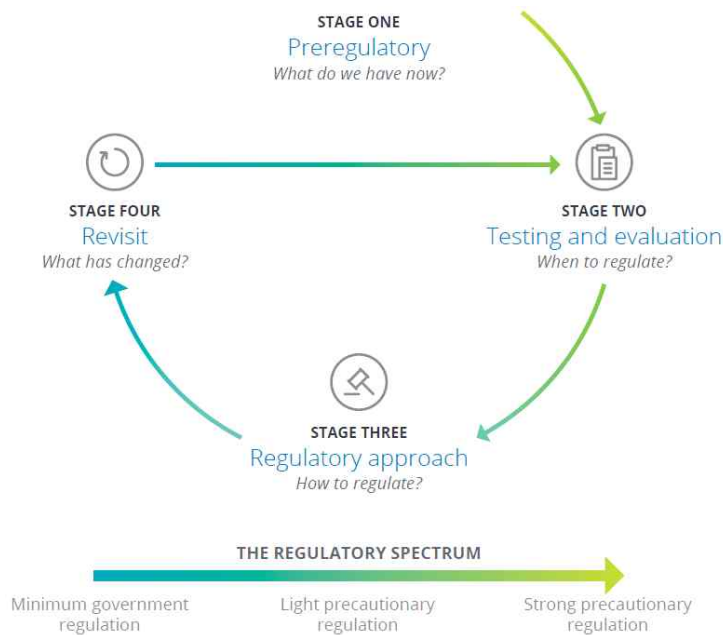 STAGE ONE
Preregulatory
What do we have now?
STAGE FOUR
Revisit
What has changed?
STAGE TWO
Testing and evaluation
When to regulate?
STAGE THREE
Regulatory approach
How to regulate?
THE REGULATORY SPECTRUM
Minimum government
regulation
Light precautionary
regulation
Strong precautionary
regulation